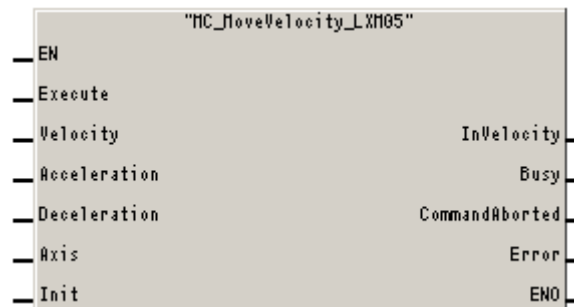 "MC_MoveVelocity_LXM05"
EN
Execute
Velocity InVelocity
Acceleration Busy
Deceleration CommandAborted
Axis Error
Init ENO